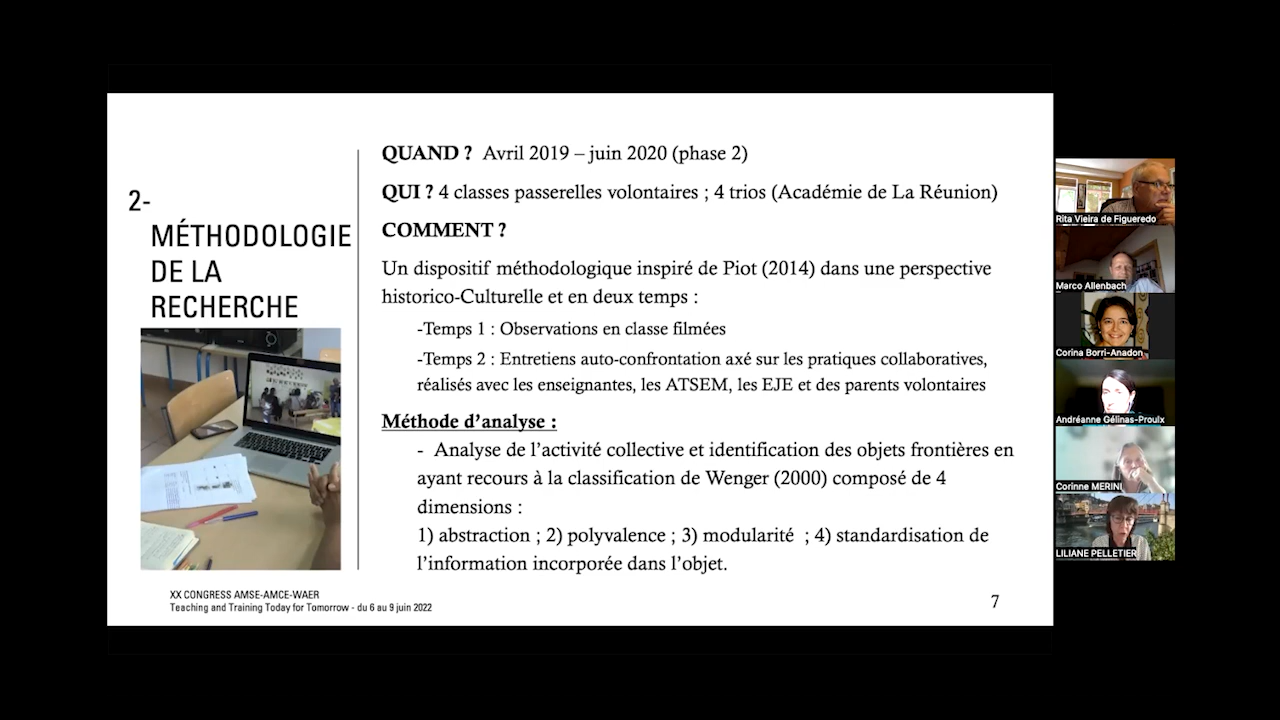 2-
MÉTHODOLOGIE
DE LA
RECHERCHE
QUAND ? Avril 2019 – juin 2020 (phase 2)
QUI ? 4 classes passerelles volontaires ; 4 trios (Académie de La Réunion)
COMMENT ?
Un dispositif méthodologique inspiré de Piot (2014) dans une perspective
historico-Culturelle et en deux temps :
-Temps 1 : Observations en classe filmées
-Temps 2 : Entretiens auto-confrontation axé sur les pratiques collaboratives,
réalisés avec les enseignantes, les ATSEM, les EJE et des parents volontaires
Méthode d’analyse :
- Analyse de l’activité collective et identification des objets frontières en
ayant recours à la classification de Wenger (2000) composé de 4
dimensions :
1) abstraction ; 2) polyvalence ; 3) modularité ; 4) standardisation de
l’information incorporée dans l’objet.
XX CONGRESS AMSE-AMCE-WAER
Teaching and Training Today for Tomorrow - du 6 au 9 juin 2022
7
Rita Vieira de Figueredo
Marco Allenbach
Corina Borri-Anadon
Andréanne Gélinas-Proulx
Corinne MERINI
LILIANE PELLETIER